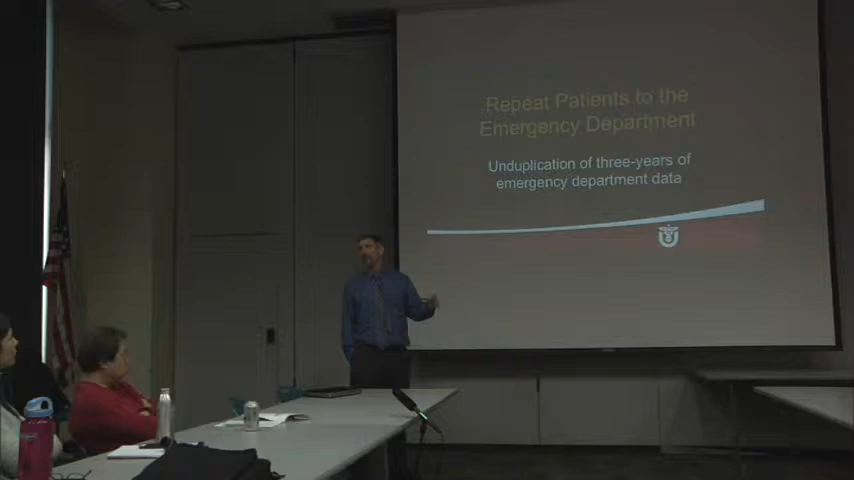 Repeat Patients to the
Emergency Department
Unduplication of three-years of
emergency department data